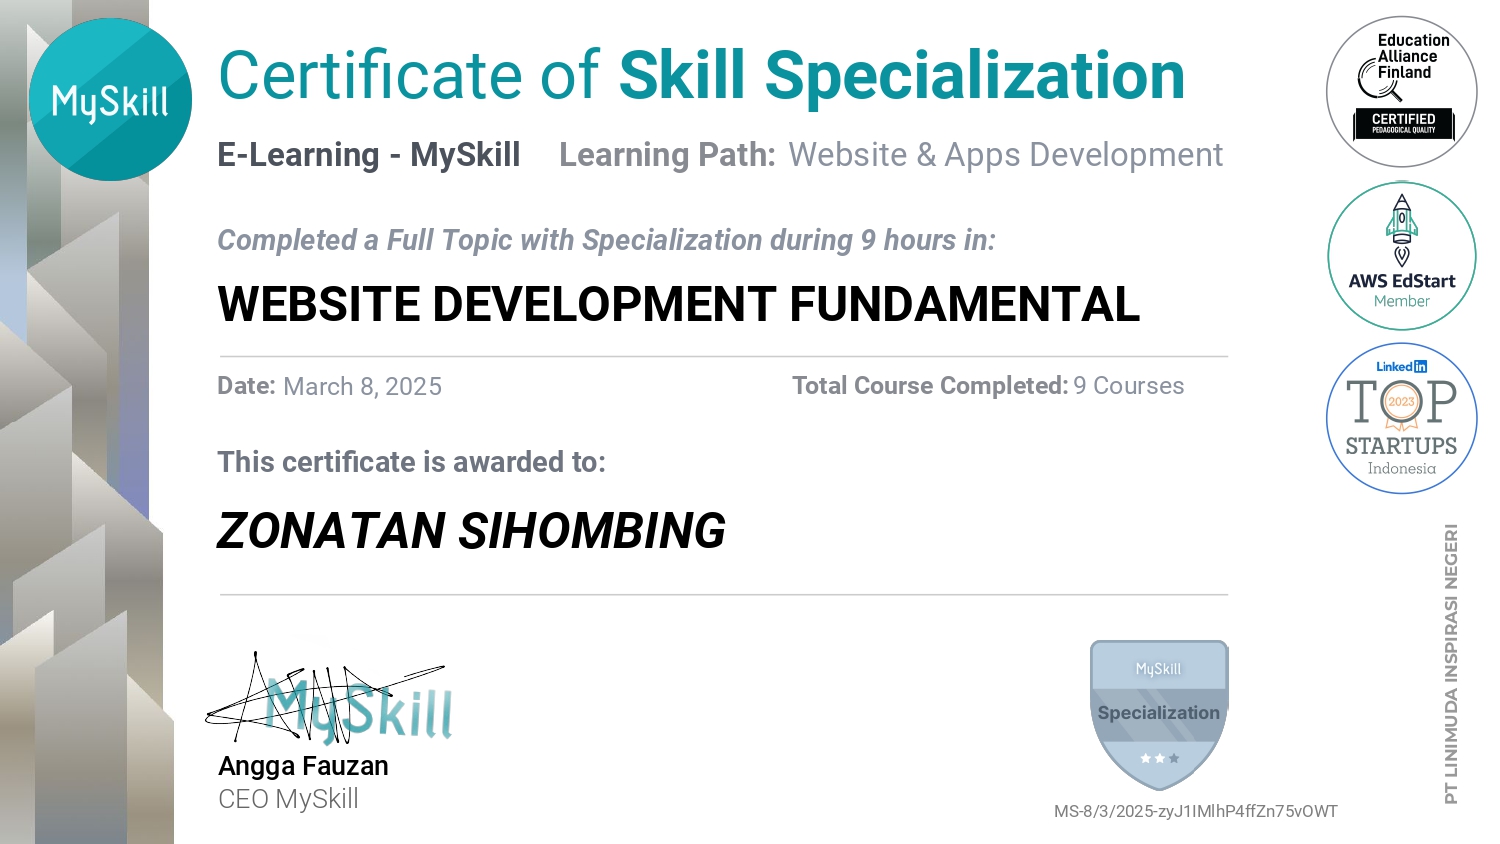 MySkill
Certificate of Skill Specialization
E-Learning - MySkill Learning Path: Website & Apps Development
Completed a Full Topic with Specialization during 9 hours in:
WEBSITE DEVELOPMENT FUNDAMENTAL
Date: March 8, 2025 Total Course Completed: 9 Courses
This certificate is awarded to:
ZONATAN SIHOMBING
MySkill
Angga Fauzan
CEO MySkill
MySkill
Specialization
MS-8/3/2025-zyJ1IMlhP4ffZn75vOWT
Education
Alliance
Finland
CERTIFIED
PEDAGOGICAL QUALITY
AWS EdStart
Member
Linked in
TOP
2023
STARTUPS
Indonesia
PT LINIMUDA INSPIRASI NEGERI